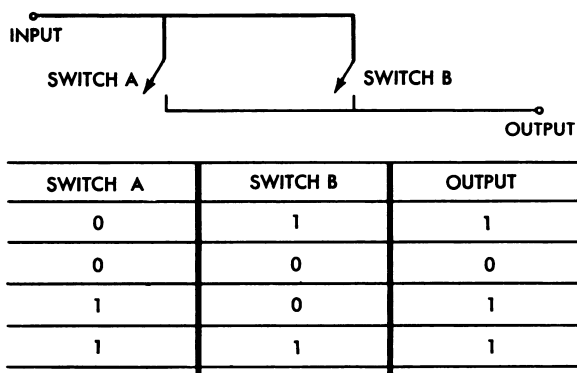 INPUT
SWITCH A
SWITCH B
OUTPUT
SWITCH A SWITCH B OUTPUT
0 1 1
0 0 0
1 0 1
1 1 1